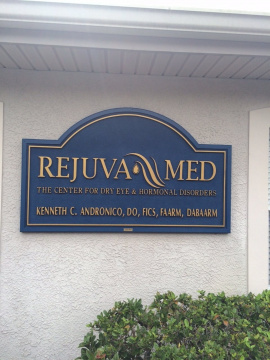 REJUVA MED
THE CENTER FOR DRY EYE & HORMONAL DISORDERS
KENNETH C. ANDRONICO, DO, FICS, FAARM, DABAARM